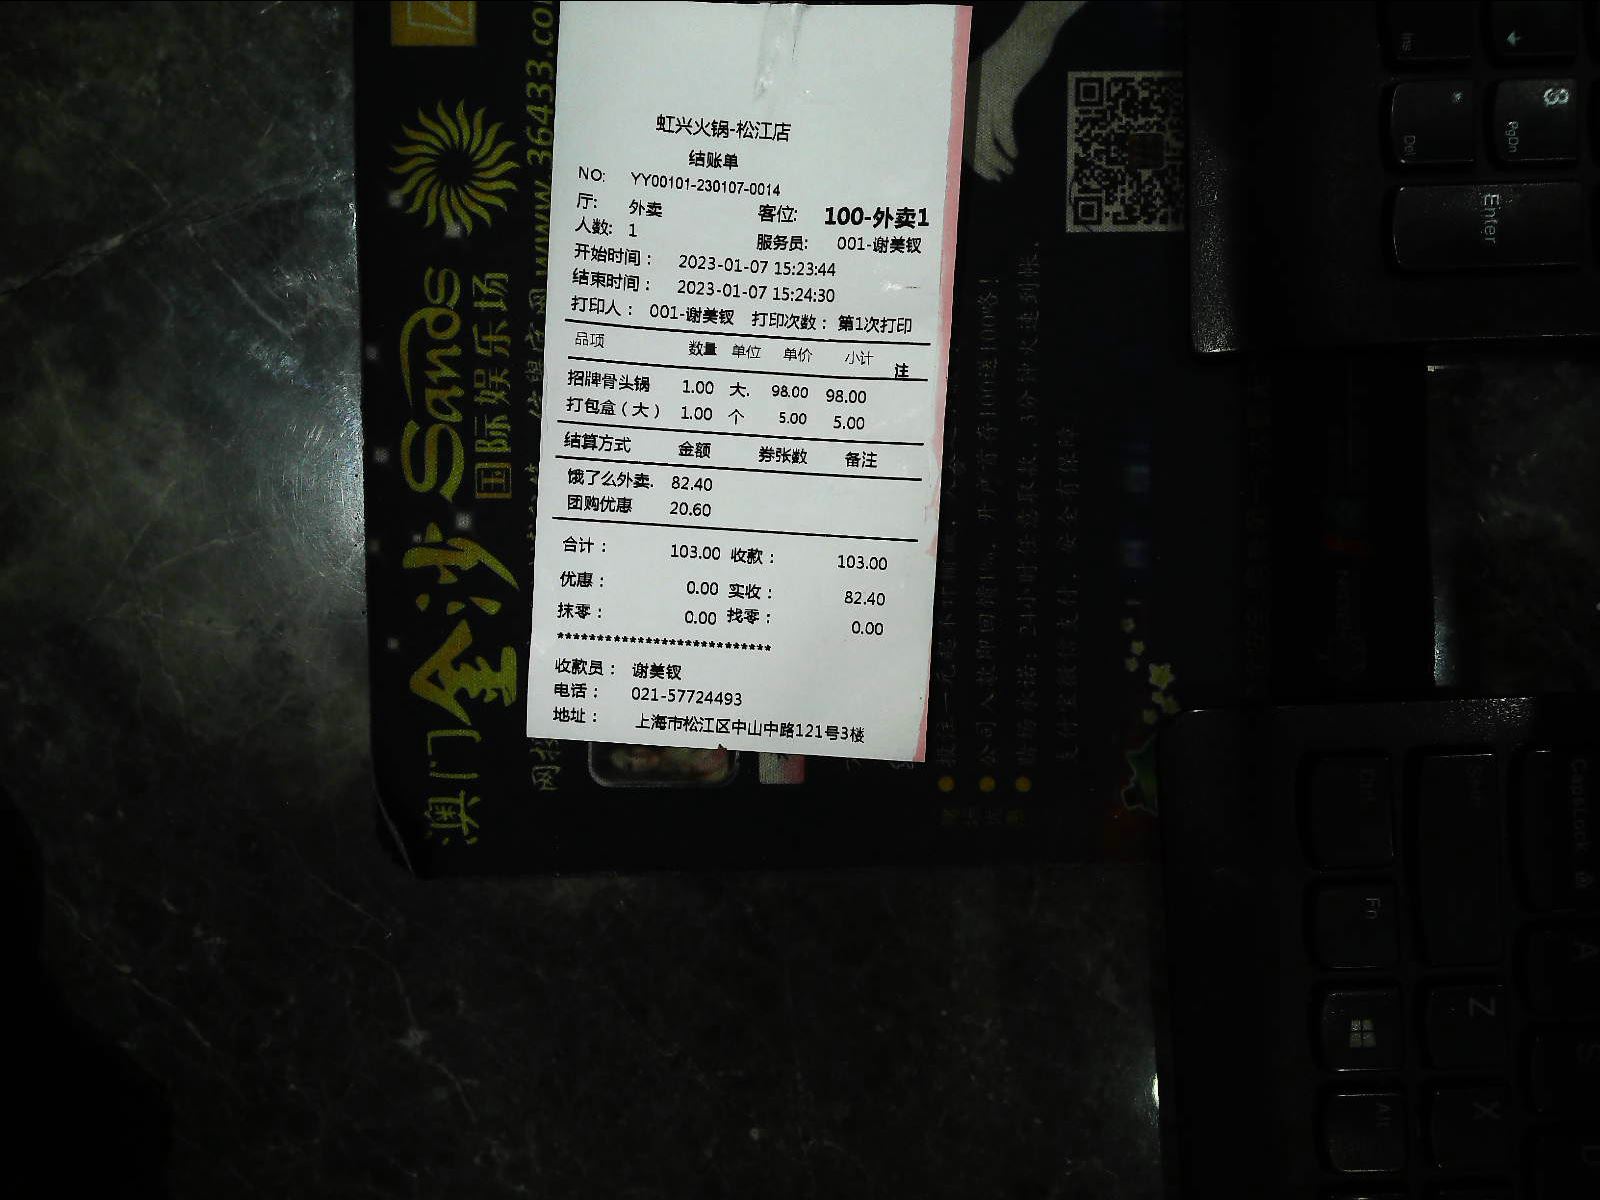 虹兴火锅-松江店
结账单
NO: YY00101-230107-0014
厅: 外卖 客位: 100-外卖1
人数: 1 服务员: 001-谢美钗
开始时间： 2023-01-07 15:23:44
结束时间： 2023-01-07 15:24:30
打印人： 001-谢美钗 打印次数： 第1次打印
品项 数量 单位 单价 小计 注
招牌骨头锅 1.00 大. 98.00 98.00
打包盒（大） 1.00 个 5.00 5.00
结算方式 金额 券张数 备注
饿了么外卖. 82.40
团购优惠 20.60
合计： 103.00 收款： 103.00
优惠： 0.00 实收： 82.40
抹零： 0.00 找零： 0.00
***************************
收款员： 谢美钗
电话： 021-57724493
地址： 上海市松江区中山中路121号3楼
澳门金沙 Sands
国际娱乐场
www.36433.co
Ins
Del
8
PgDn
Enter
Ctrl
Fn
Alt
CapsLock
A
Z
S
X
D